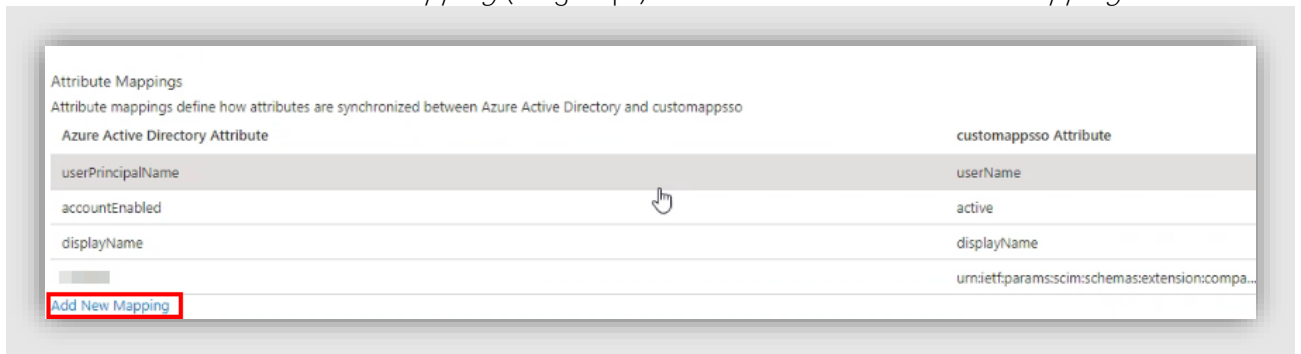 Attribute Mappings
Attribute mappings define how attributes are synchronized between Azure Active Directory and customappsso
Azure Active Directory Attribute customappsso Attribute
userPrincipalName userName
accountEnabled active
displayName displayName
urn:ietf:params:scim:schemas:extension:compa...
Add New Mapping